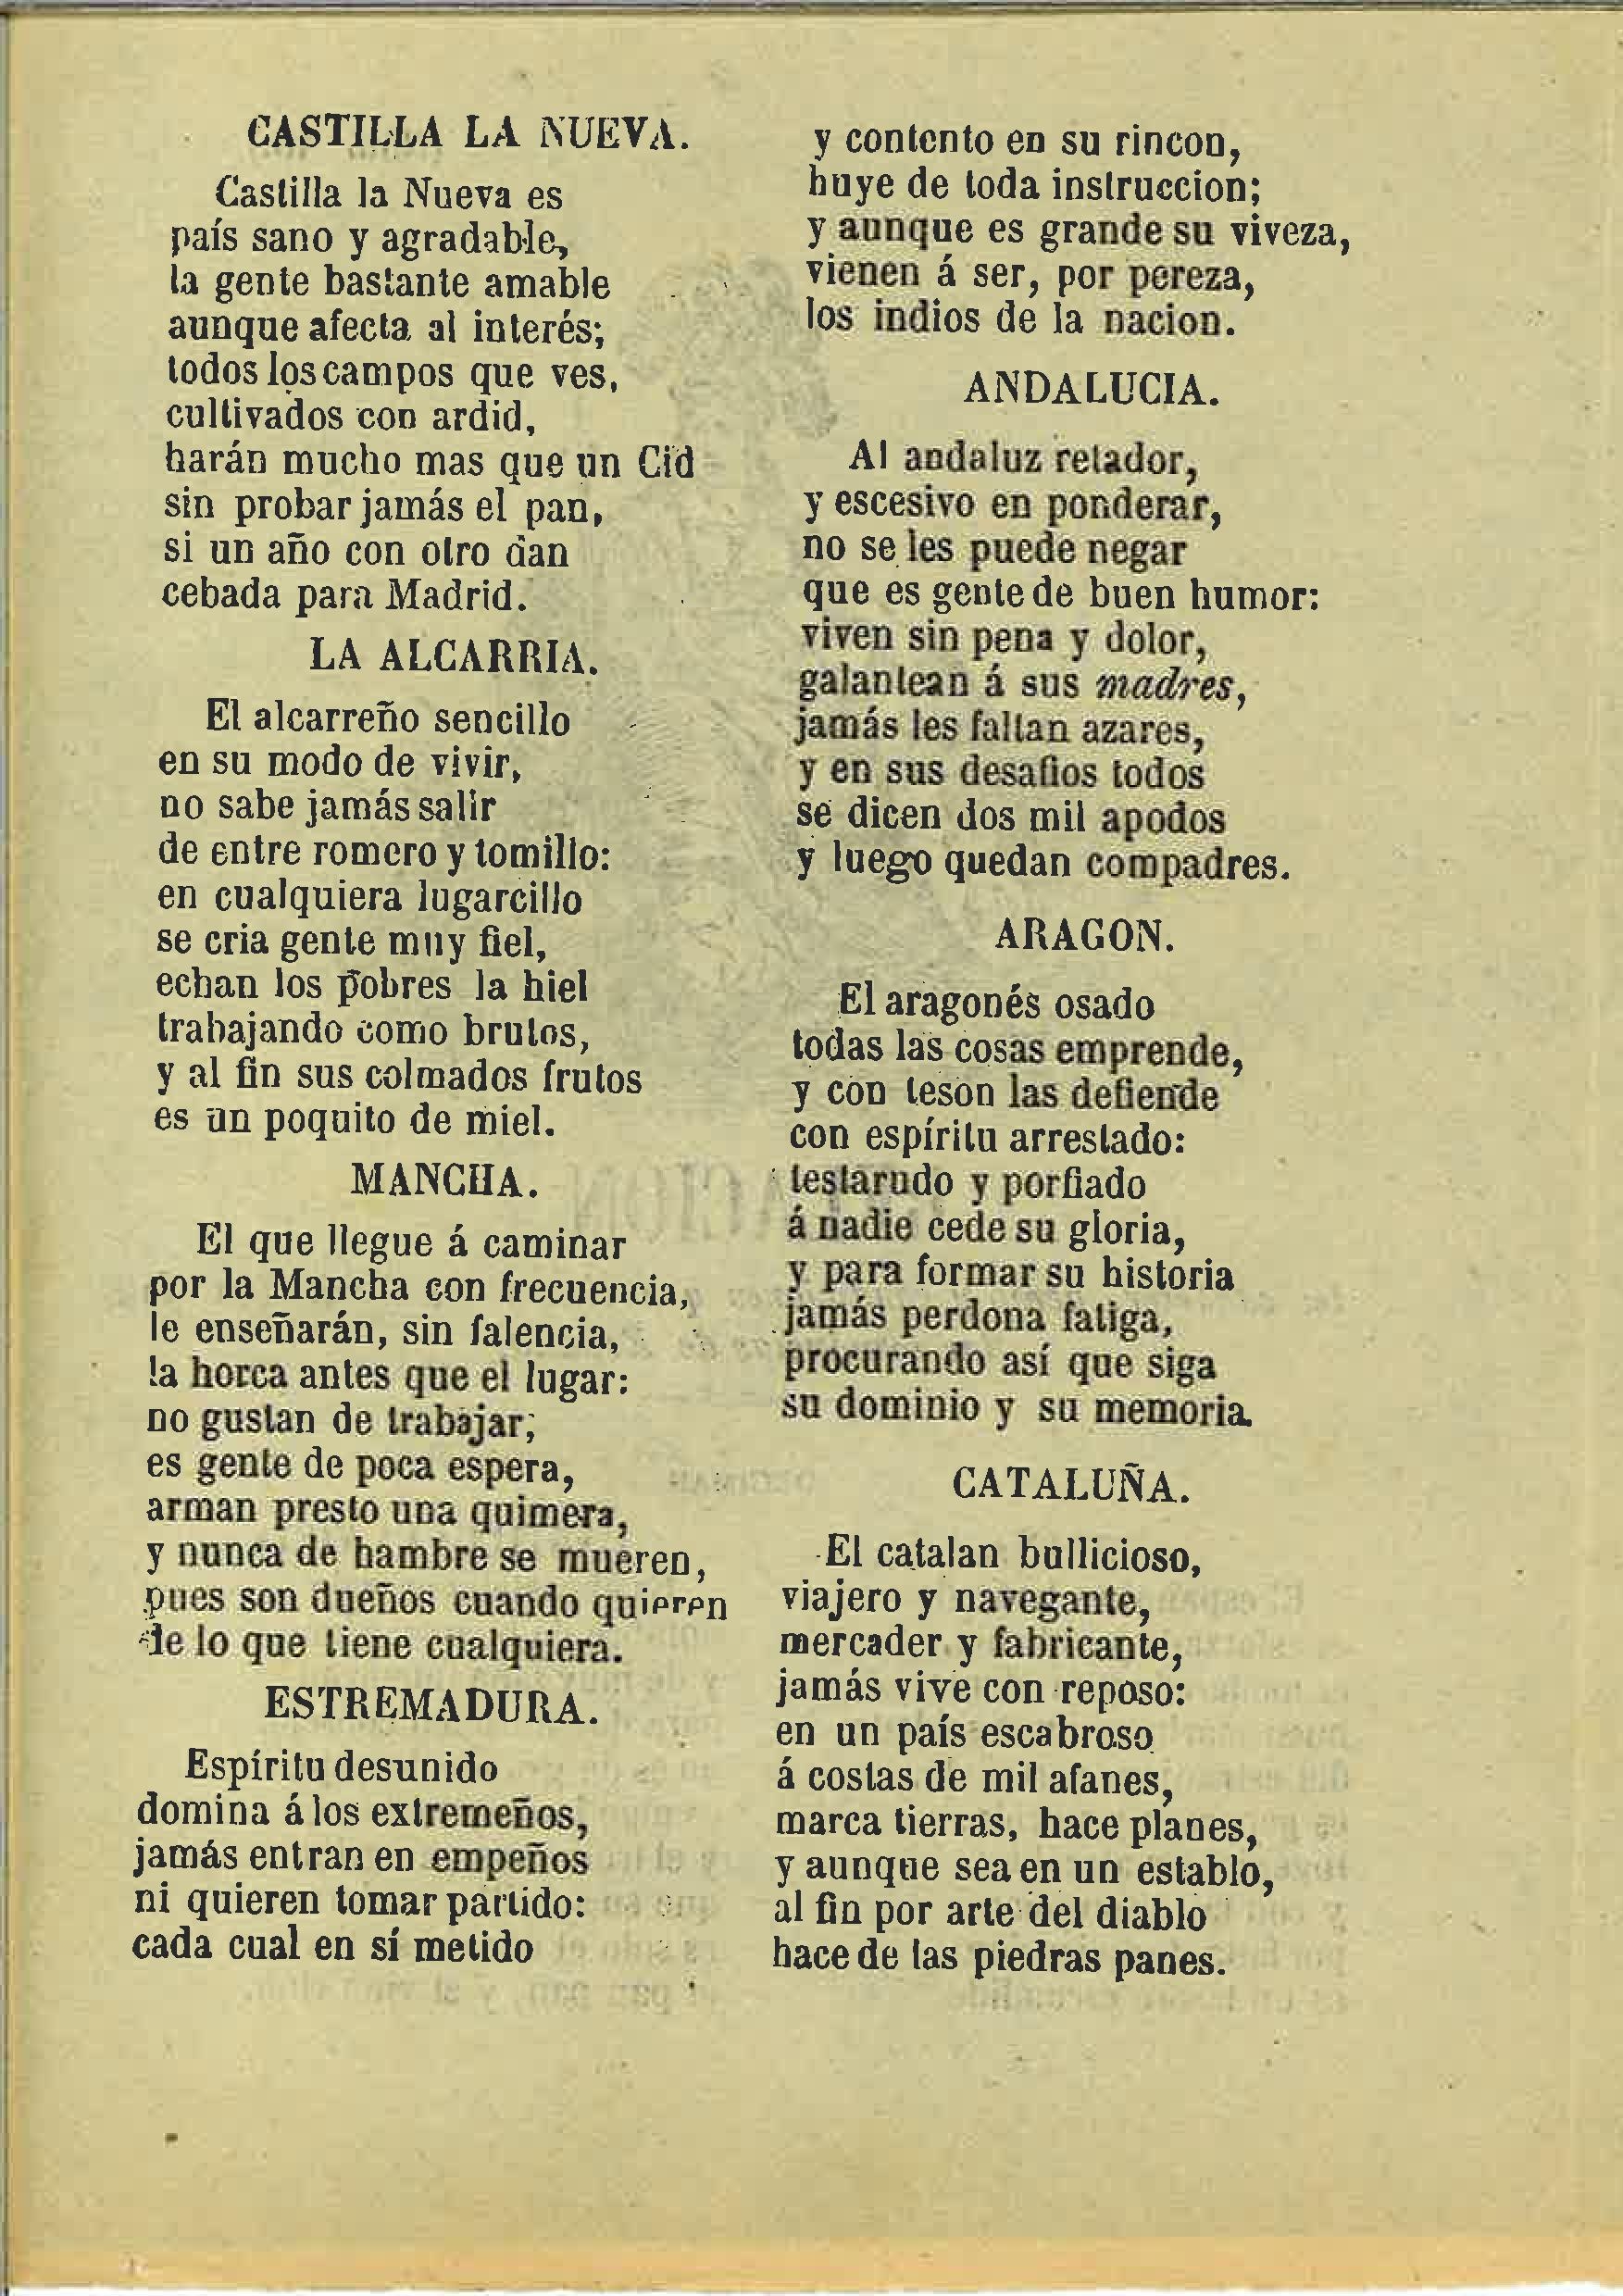 CASTILLA LA NUEVA.
Castilla la Nueva es
país sano y agradable,
la gente bastante amable
aunque afecta al interés;
todos los campos que ves,
cultivados con ardid,
harán mucho mas que un Cid
sin probar jamás el pan,
si un año con otro dan
cebada para Madrid.
LA ALCARRIA.
El alcarreño sencillo
en su modo de vivir,
no sabe jamás salir
de entre romero y tomillo:
en cualquiera lugarcillo
se cria gente muy fiel,
echan los pobres la hiel
trabajando como brutos,
y al fin sus colmados frutos
es un poquito de miel.
MANCHA.
El que llegue á caminar
por la Mancha con frecuencia,
le enseñarán, sin falencia,
la horca antes que el lugar:
no gustan de trabajar;
es gente de poca espera,
arman presto una quimera,
y nunca de hambre se mueren,
pues son dueños cuando quieren
de lo que tiene cualquiera.
ESTREMADURA.
Espíritu desunido
domina á los extremeños,
jamás entran en empeños
ni quieren tomar partido:
cada cual en sí metido
y contento en su rincon,
huye de toda instruccion;
y aunque es grande su viveza,
vienen á ser, por pereza,
los indios de la nacion.
ANDALUCIA.
Al andaluz retador,
y escesivo en ponderar,
no se les puede negar
que es gente de buen humor:
viven sin pena y dolor,
galantean á sus madres,
jamás les faltan azares,
y en sus desafios todos
se dicen dos mil apodos
y luego quedan compadres.
ARAGON.
El aragonés osado
todas las cosas emprende,
y con teson las defiende
con espíritu arrestado:
testarudo y porfiado
á nadie cede su gloria,
y para formar su historia
jamás perdona fatiga,
procurando así que siga
su dominio y su memoria.
CATALUÑA.
El catalan bullicioso,
viajero y navegante,
mercader y fabricante,
jamás vive con reposo:
en un país escabroso
á costas de mil afanes,
marca tierras, hace planes,
y aunque sea en un establo,
al fin por arte del diablo
hace de las piedras panes.